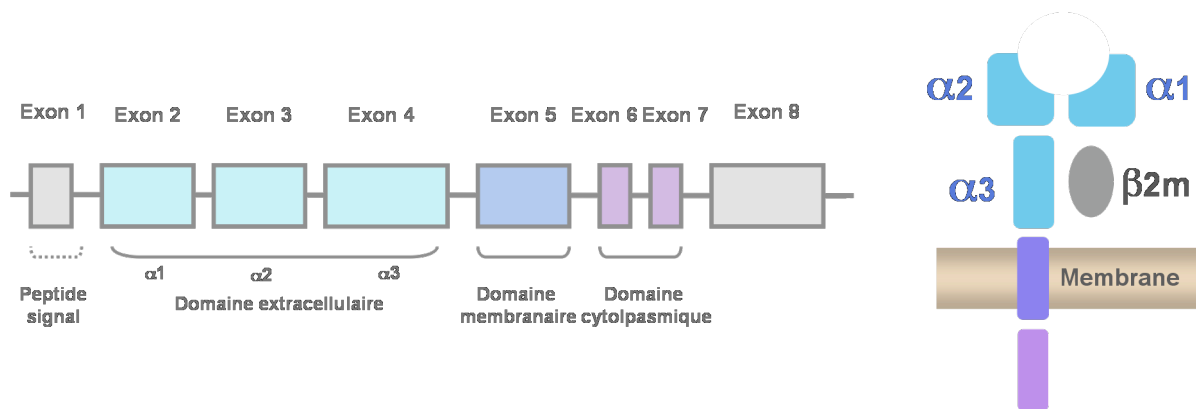 Exon 1
Exon 2
Exon 3
Exon 4
Exon 5
Exon 6
Exon 7
Exon 8
α1
α2
α3
Peptide
signal
Domaine extracellulaire
Domaine
membranaire
Domaine
cytolpasmique
α2
α1
α3
β2m
Membrane